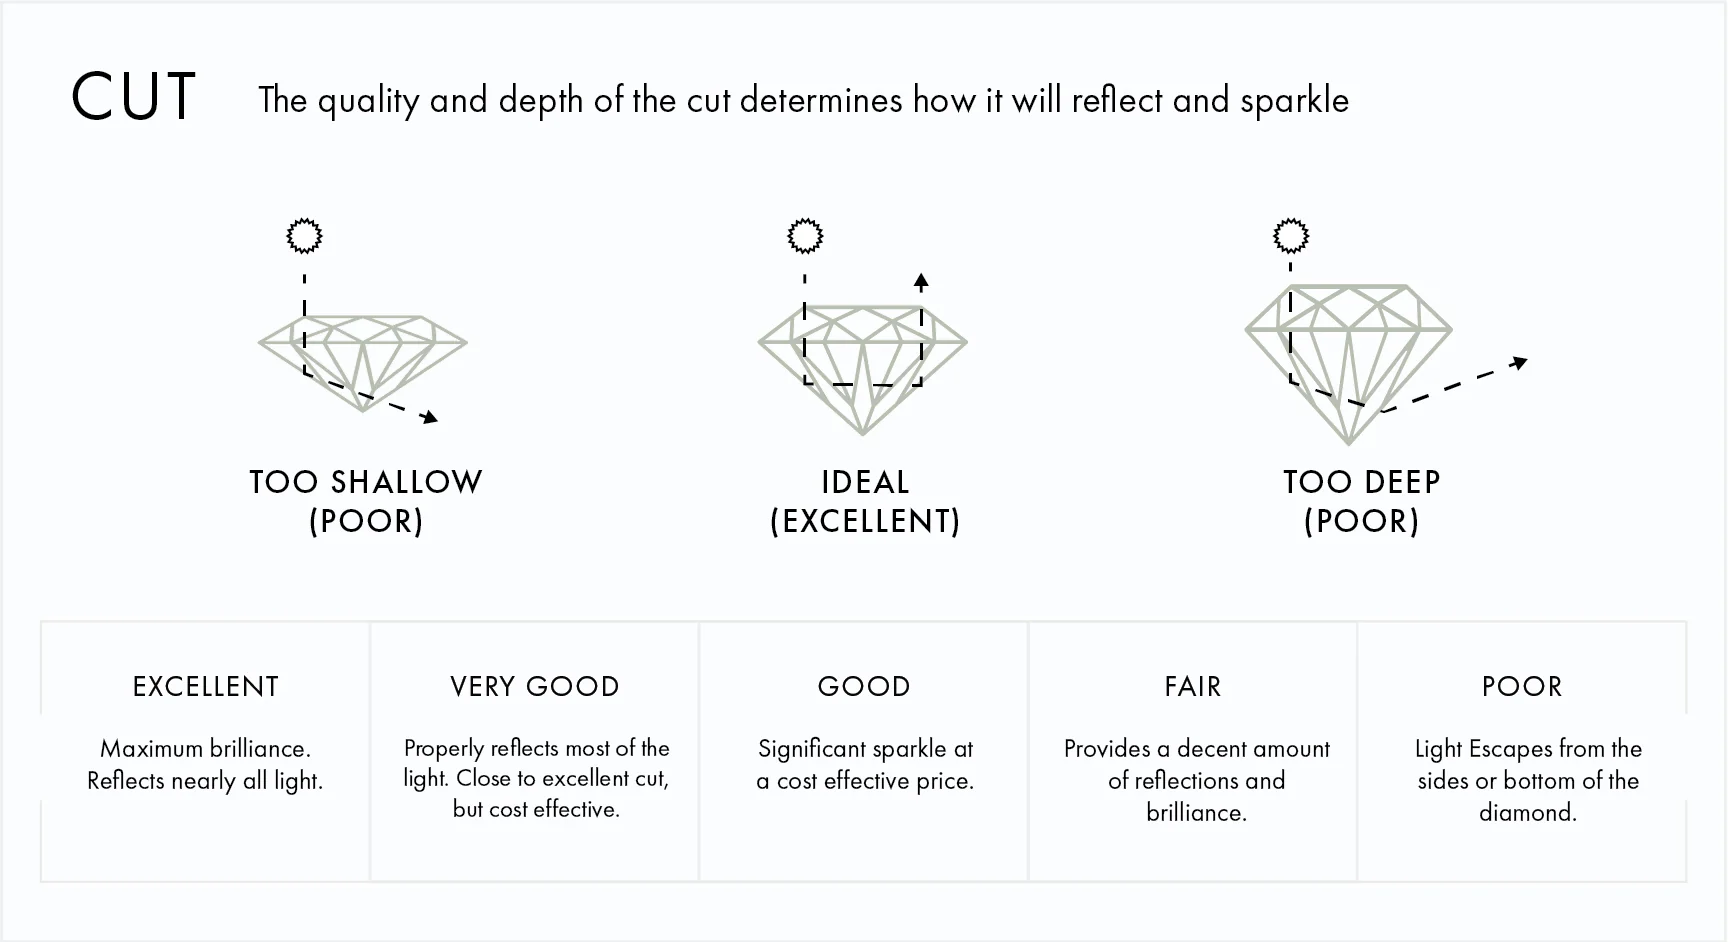 CUT
The quality and depth of the cut determines how it will reflect and sparkle
TOO SHALLOW
(POOR)
IDEAL
(EXCELLENT)
TOO DEEP
(POOR)
EXCELLENT
Maximum brilliance.
Reflects nearly all light.
VERY GOOD
Properly reflects most of the
light. Close to excellent cut,
but cost effective.
GOOD
Significant sparkle at
a cost effective price.
FAIR
Provides a decent amount
of reflections and
brilliance.
POOR
Light Escapes from the
sides or bottom of the
diamond.